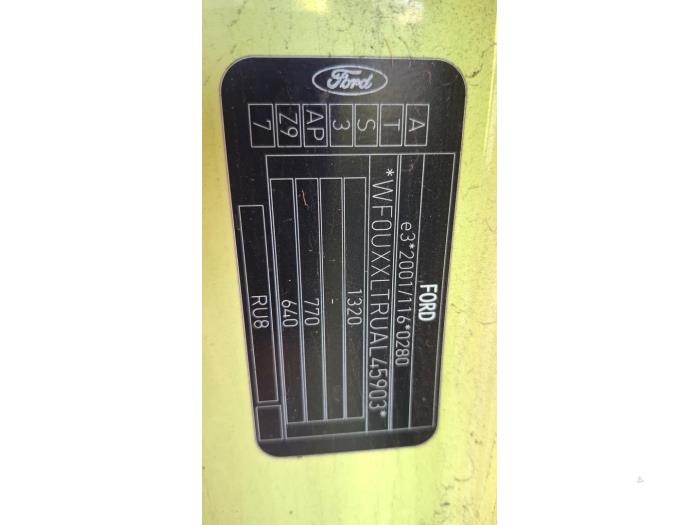 Ford
A
T
S
3
AP
Z9
7
FORD
e3*2001/116*0280
*WF0UXXLTRUAL45903*
1320
-
770
640
RU8